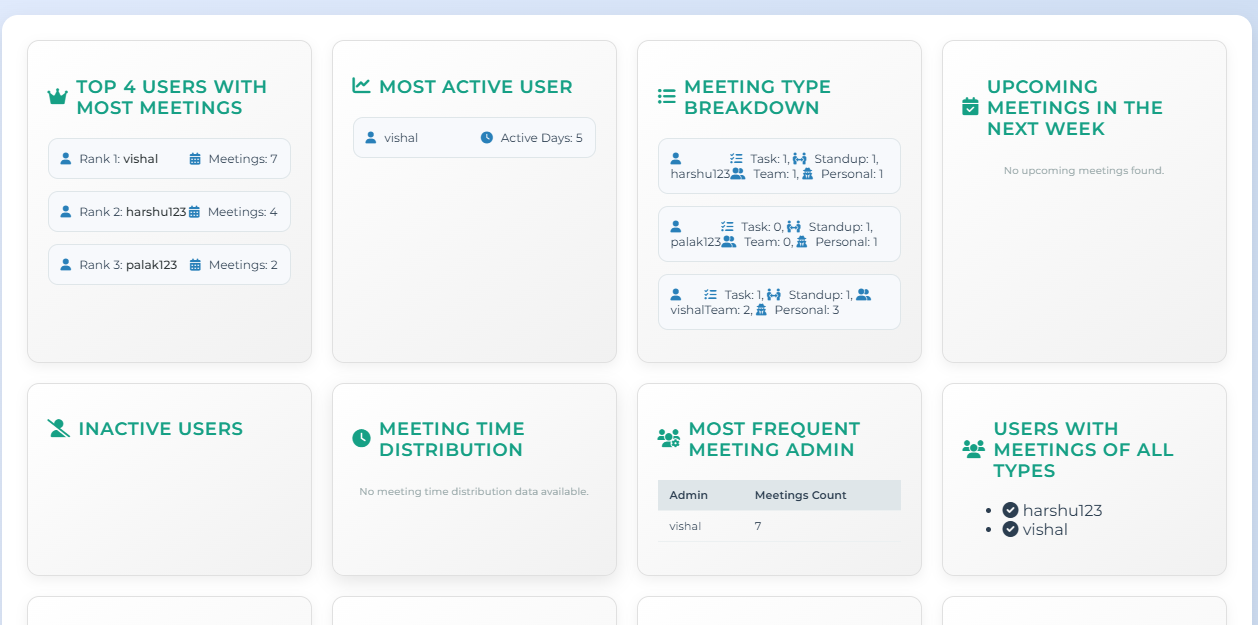 TOP 4 USERS WITH
MOST MEETINGS
Rank 1: vishal Meetings: 7
Rank 2: harshu123 Meetings: 4
Rank 3: palak123 Meetings: 2
MOST ACTIVE USER
vishal Active Days: 5
MEETING TYPE
BREAKDOWN
Task: 1, Standup: 1,
harshu123 Team: 1, Personal: 1
Task: 0, Standup: 1,
palak123 Team: 0, Personal: 1
Task: 1, Standup: 1,
vishalTeam: 2, Personal: 3
UPCOMING
MEETINGS IN THE
NEXT WEEK
No upcoming meetings found.
INACTIVE USERS
MEETING TIME
DISTRIBUTION
No meeting time distribution data available.
MOST FREQUENT
MEETING ADMIN
Admin Meetings Count
vishal 7
USERS WITH
MEETINGS OF ALL
TYPES
harshu123
vishal